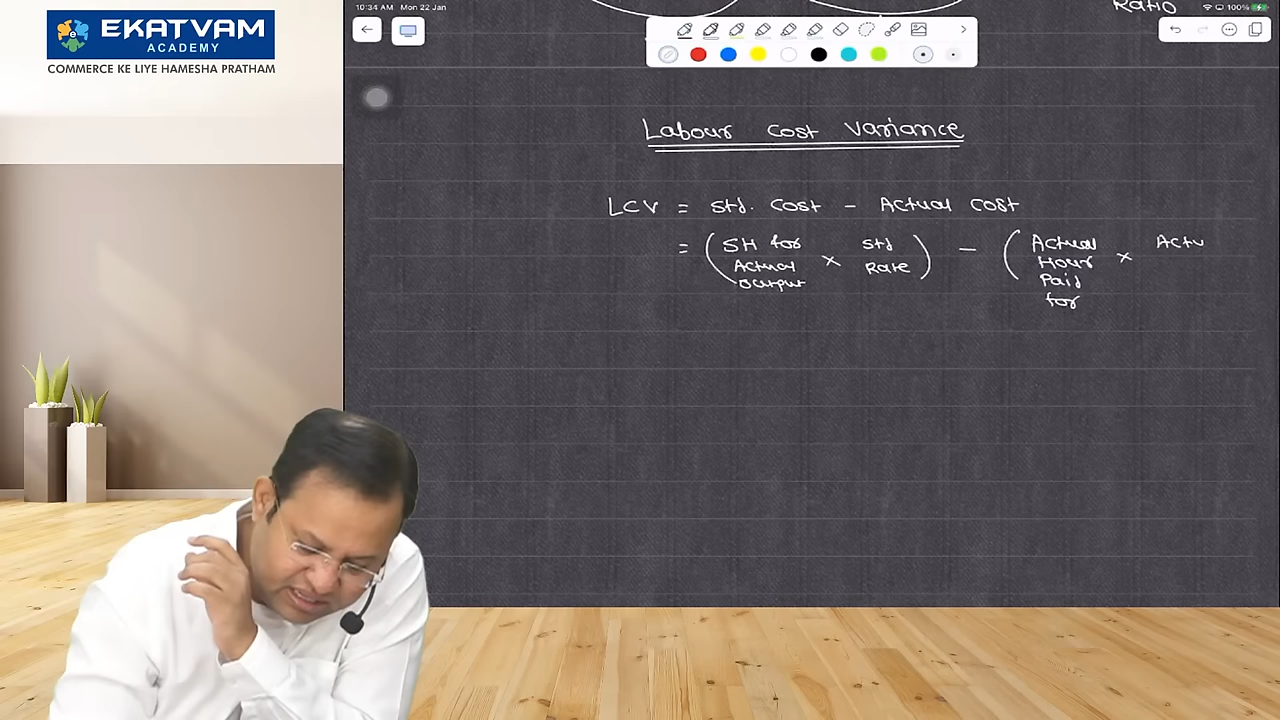 EKATVAM
ACADEMY
COMMERCE KE LIYE HAMESHA PRATHAM
10:34 AM Mon 22 Jan
100%
Ratio
Labour Cost Variance
LCV = Std. Cost - Actual Cost
= (SH for Actual Output × Std Rate) - (Actual Hour Paid for × Actu